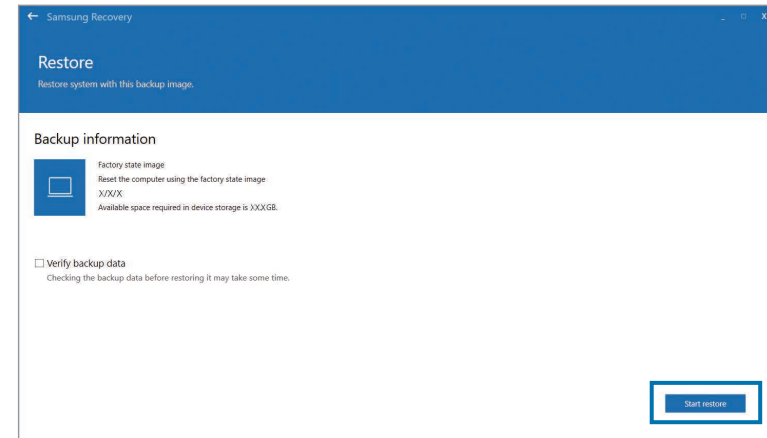 Samsung Recovery
Restore
Restore system with this backup image.
Backup information
Factory state image
Reset the computer using the factory state image
X/X/X
Available space required in device storage is XXXGB.
Verify backup data
Checking the backup data before restoring it may take some time.
Start restore